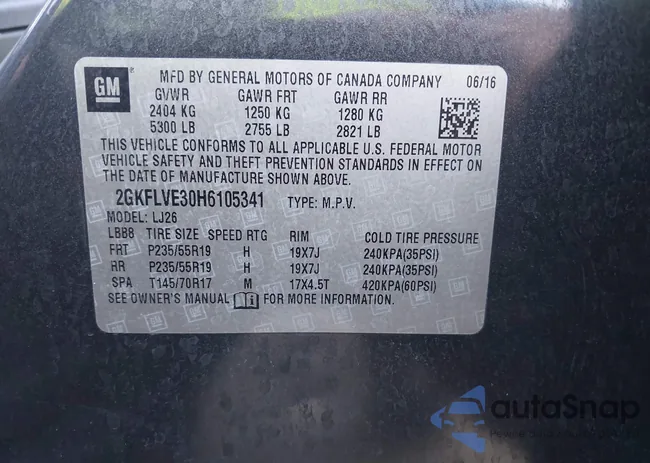 GM ®
MFD BY GENERAL MOTORS OF CANADA COMPANY 06/16
GVWR GAWR FRT GAWR RR
2404 KG 1250 KG 1280 KG
5300 LB 2755 LB 2821 LB
THIS VEHICLE CONFORMS TO ALL APPLICABLE U.S. FEDERAL MOTOR
VEHICLE SAFETY AND THEFT PREVENTION STANDARDS IN EFFECT ON
THE DATE OF MANUFACTURE SHOWN ABOVE.
2GKFLVE30H6105341 TYPE: M.P.V.
MODEL: LJ26
LBB8 TIRE SIZE SPEED RTG RIM COLD TIRE PRESSURE
FRT P235/55R19 H 19X7J 240KPA(35PSI)
RR P235/55R19 H 19X7J 240KPA(35PSI)
SPA T145/70R17 M 17X4.5T 420KPA(60PSI)
SEE OWNER'S MANUAL FOR MORE INFORMATION.
autoSnap